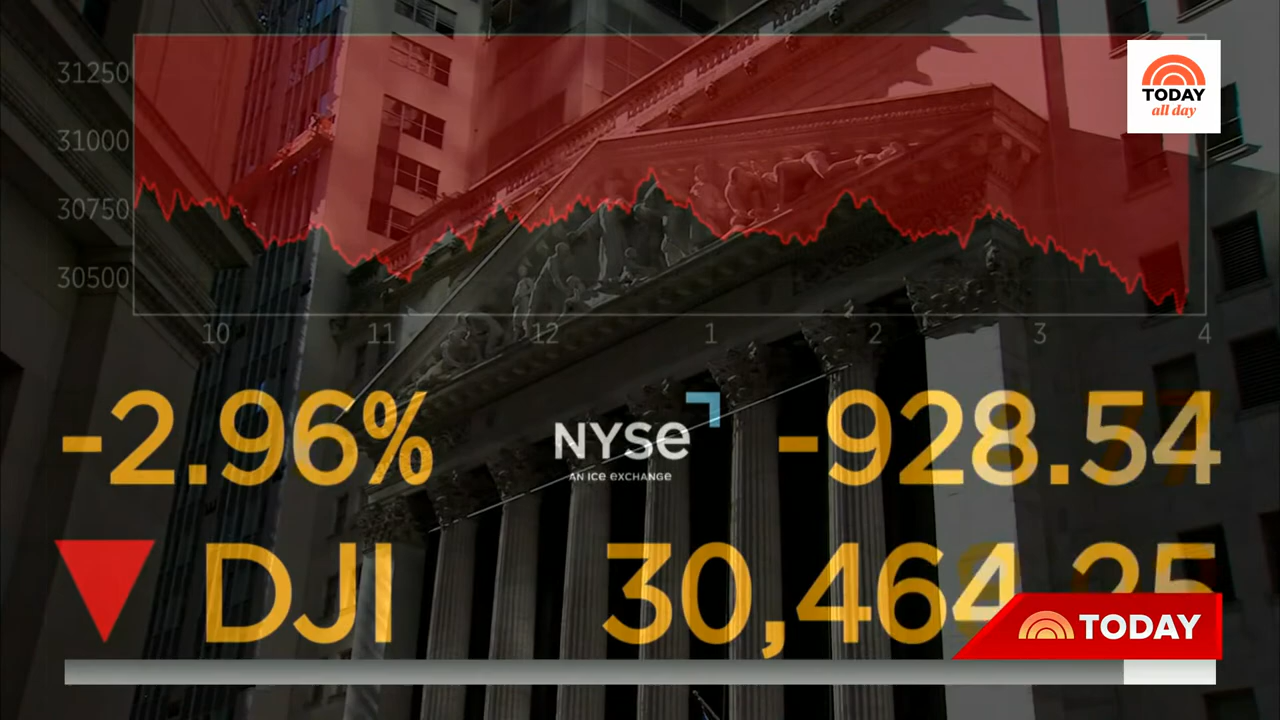 31250
31000
30750
30500
10 11 12 1 2 3 4
TODAY
all day
-2.96%
NYSE
AN ICE EXCHANGE
-928.54
DJI
30,464.25
TODAY